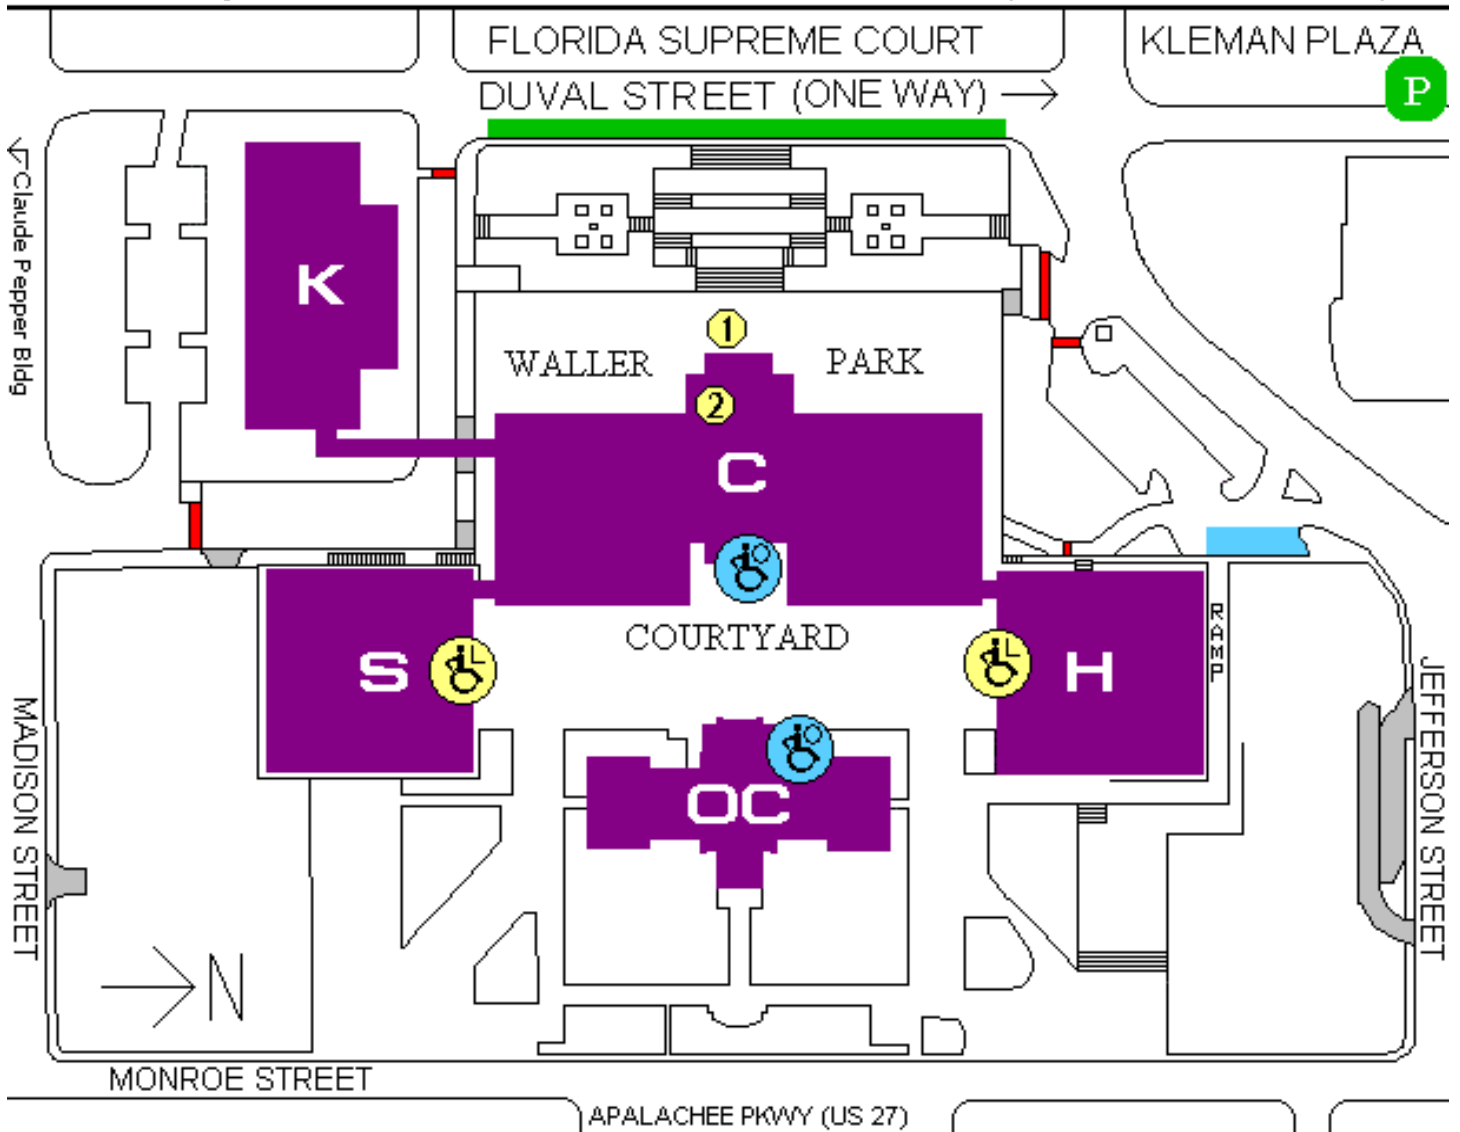 FLORIDA SUPREME COURT
KLEMAN PLAZA
DUVAL STREET (ONE WAY)
P
Claude Pepper Bldg
K
1
WALLER PARK
2
C
COURTYARD
RAMP
S
L
L
H
OC
MADISON STREET
JEFFERSON STREET
N
MONROE STREET
APALACHEE PKWY (US 27)